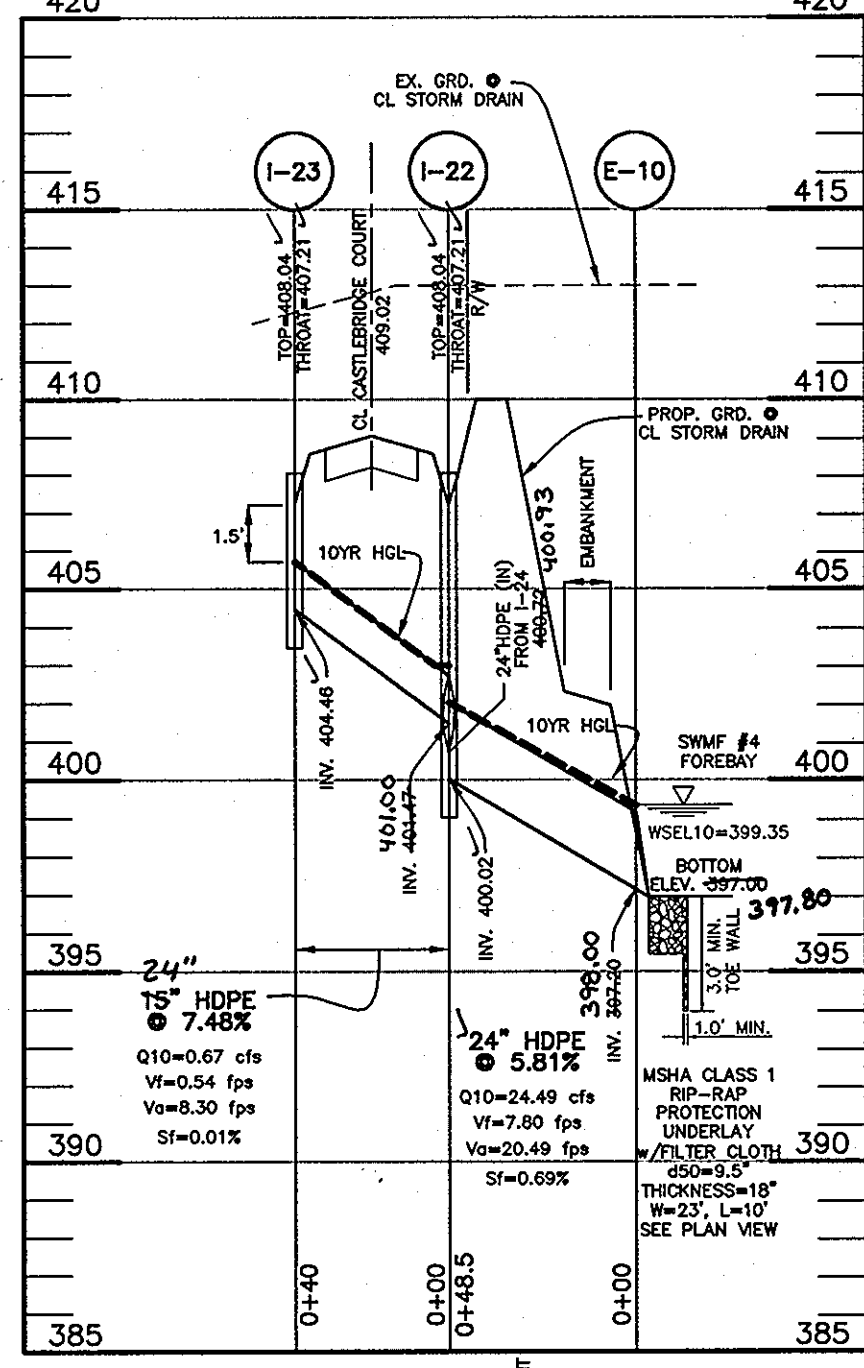 420 420
EX. GRD. @
CL STORM DRAIN
I-23 I-22 E-10
415 415
TOP=408.04
THROAT=407.21
CL CASTLEBRIDGE COURT
409.02
TOP=408.04
THROAT=407.21
R/W
410 410
PROP. GRD. @
CL STORM DRAIN
EMBANKMENT
400.93
1.5'
10YR HGL
405 405
24"HDPE (IN)
FROM I-24
400.72
INV. 404.46
10YR HGL
SWMF #4
FOREBAY
400 400
WSEL10=399.35
401.00
INV. 401.47
INV. 400.02
BOTTOM
ELEV. 397.00
397.80
395 395
3.0' MIN.
TOE WALL
1.0' MIN.
398.00
INV. 397.20
24"
15" HDPE
@ 7.48%
Q10=0.67 cfs
Vf=0.54 fps
Va=8.30 fps
Sf=0.01%
24" HDPE
@ 5.81%
Q10=24.49 cfs
Vf=7.80 fps
Va=20.49 fps
Sf=0.69%
MSHA CLASS 1
RIP-RAP
PROTECTION
UNDERLAY
w/FILTER CLOTH
d50=9.5"
THICKNESS=18"
W=23', L=10'
SEE PLAN VIEW
390 390
0+40
0+00
0+48.5
0+00
385 385